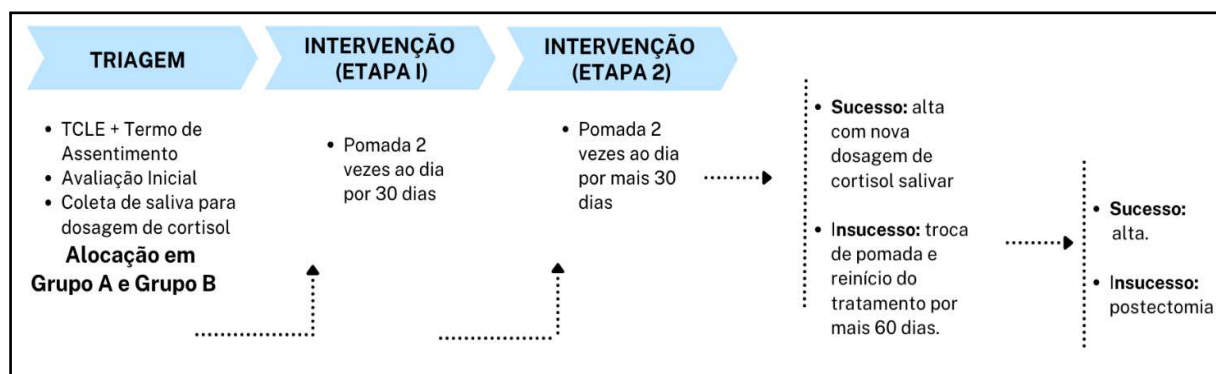 TRIAGEM
• TCLE + Termo de
Assentimento
• Avaliação Inicial
• Coleta de saliva para
dosagem de cortisol
Alocação em
Grupo A e Grupo B
INTERVENÇÃO
(ETAPA I)
• Pomada 2
vezes ao dia
por 30 dias
INTERVENÇÃO
(ETAPA 2)
• Pomada 2
vezes ao dia
por mais 30
dias
• Sucesso: alta
com nova
dosagem de
cortisol salivar
• Insucesso: troca
de pomada e
reinício do
tratamento por
mais 60 dias.
• Sucesso:
alta.
• Insucesso:
postectomia